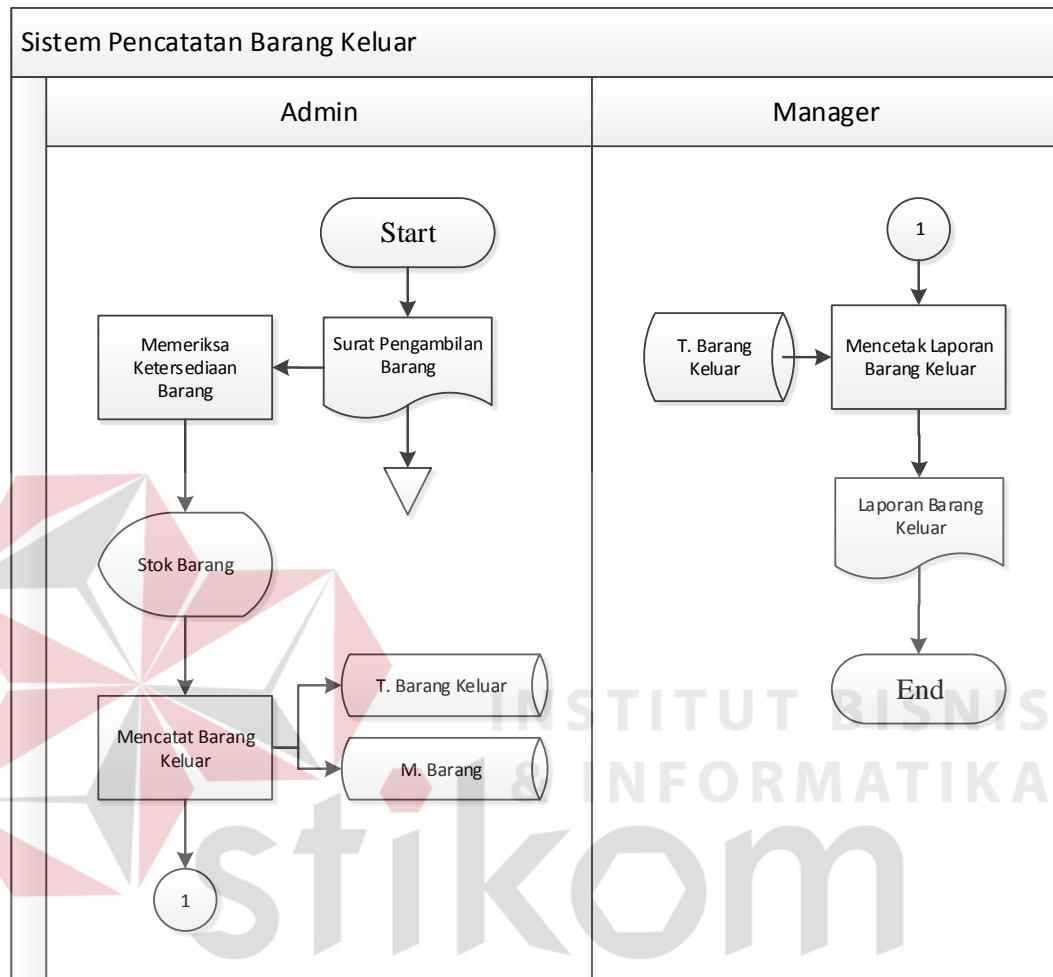 Sistem Pencatatan Barang Keluar
Admin
Manager
Start
Surat Pengambilan
Barang
Memeriksa
Ketersediaan
Barang
Stok Barang
Mencatat Barang
Keluar
T. Barang Keluar
M. Barang
1
1
T. Barang
Keluar
Mencetak Laporan
Barang Keluar
Laporan Barang
Keluar
End
INSTITUT BISNIS
& INFORMATIKA
stikom